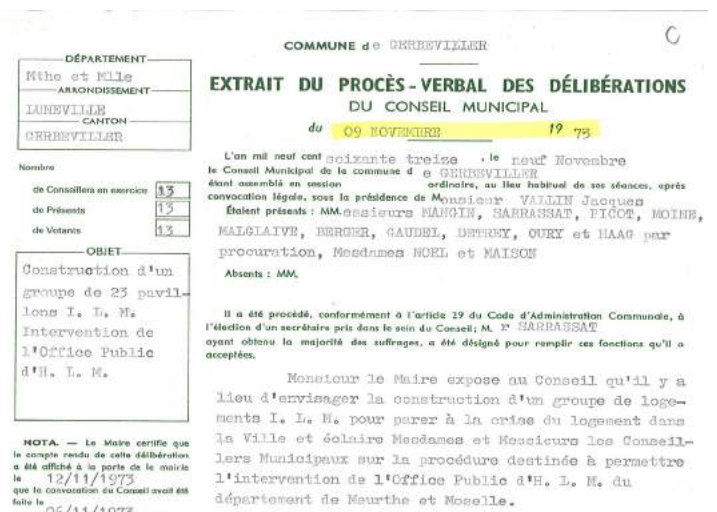 C
COMMUNE de GERBEVILLER
EXTRAIT DU PROCÈS-VERBAL DES DÉLIBÉRATIONS
DU CONSEIL MUNICIPAL
du 09 NOVEMBRE 19 73
DÉPARTEMENT
Mthe et Mlle
ARRONDISSEMENT
LUNEVILLE
CANTON
GERBEVILLER
Nombre
de Conseillers en exercice 13
de Présents 13
de Votants 13
OBJET
Construction d'un
groupe de 23 pavil-
lons I. L. M.
Intervention de
l'Office Public
d'H. L. M.
NOTA. — Le Maire certifie que
le compte rendu de cette délibération
a été affiché à la porte de la mairie
le 12/11/1973
que la convocation du Conseil avait été
faite le
06/11/1973
L'an mil neuf cent soixante treize , le neuf Novembre
le Conseil Municipal de la commune d e GERBEVILLER
étant assemblé en session ordinaire, au lieu habituel de ses séances, après
convocation légale, sous la présidence de Monsieur VALLIN Jacques
Étaient présents : MM. essieurs MANGIN, SARRASSAT, PICOT, MOINE,
MALGLAIVE, BERGER, GAUDEL, DETREY, OURY et HAAG par
procuration, Mesdames NOEL et MAISON
Absents : MM.
Il a été procédé, conformément à l'article 29 du Code d'Administration Communale, à
l'élection d'un secrétaire pris dans le sein du Conseil; M. r SARRASSAT
ayant obtenu la majorité des suffrages, a été désigné pour remplir ces fonctions qu'il a
acceptées.
Monsieur le Maire expose au Conseil qu'il y a
lieu d'envisager la construction d'un groupe de loge-
ments I. L. M. pour parer à la crise du logement dans
la Ville et éclaire Mesdames et Messieurs les Conseil-
lers Municipaux sur la procédure destinée à permettre
l'intervention de l'Office Public d'H. L. M. du
département de Meurthe et Moselle.